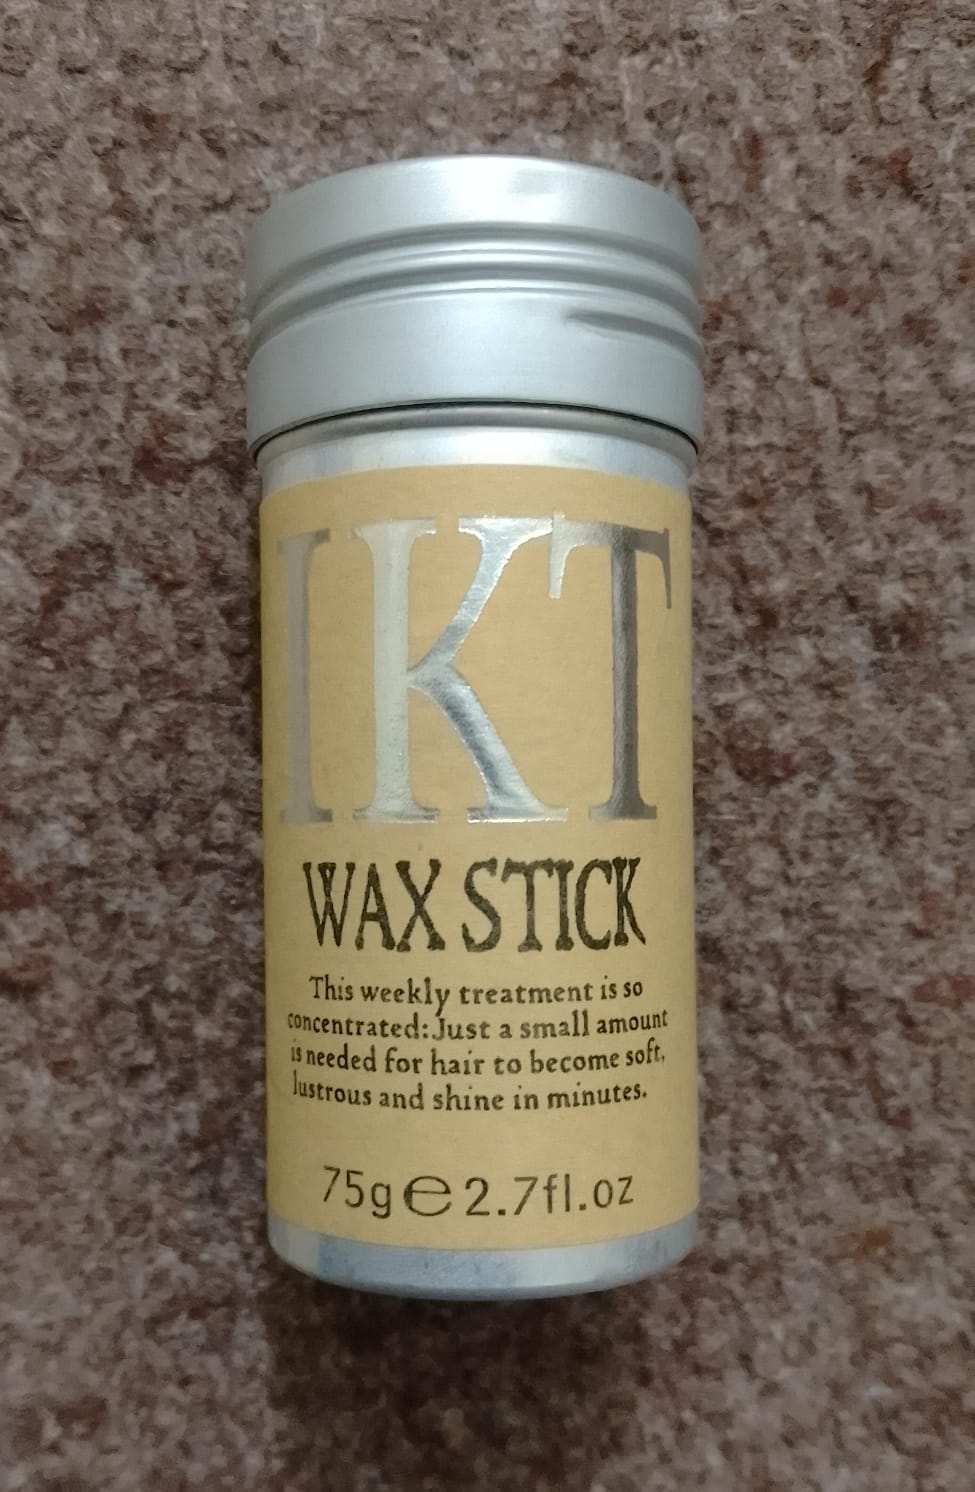 IKT
WAX STICK
This weekly treatment is so
concentrated:Just a small amount
is needed for hair to become soft,
lustrous and shine in minutes.
75g℮2.7fl.oz